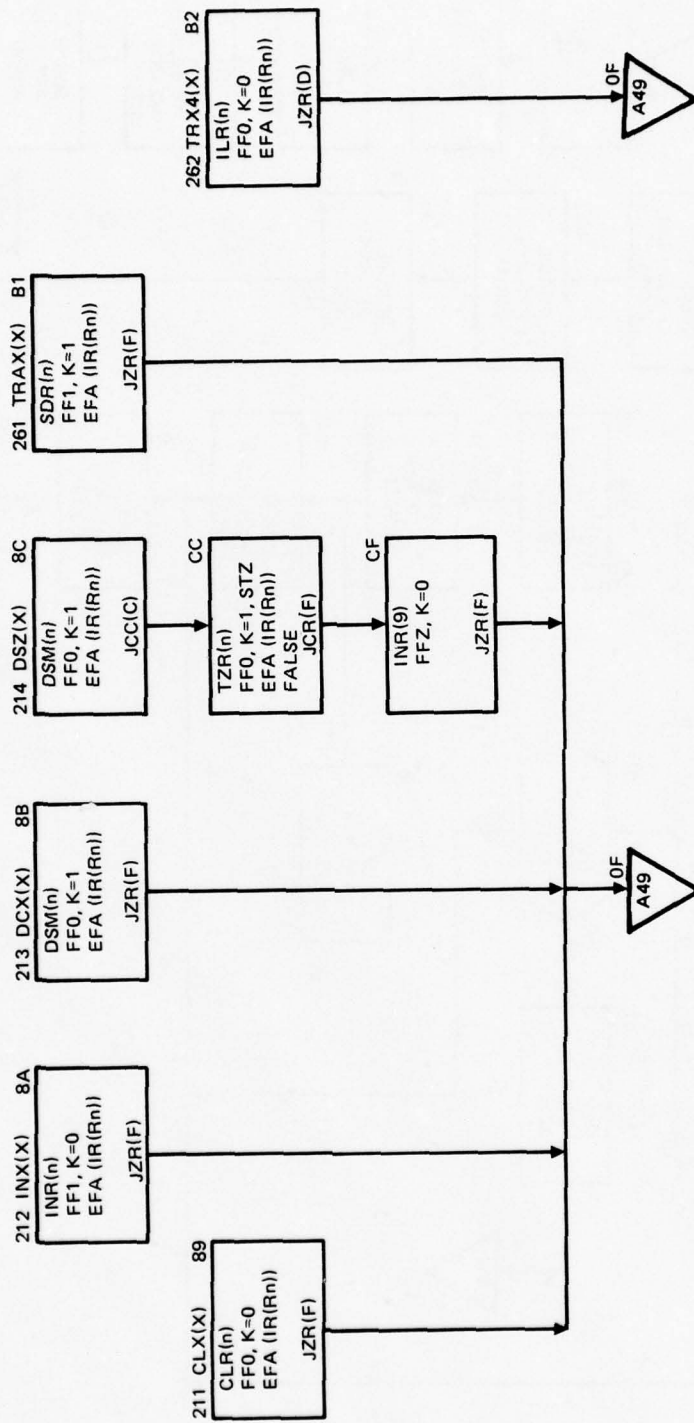 211 CLX(X) 89
CLR(n)
FF0, K=0
EFA (IR(Rn))
JZR(F)
212 INX(X) 8A
INR(n)
FF1, K=0
EFA (IR(Rn))
JZR(F)
213 DCX(X) 8B
DSM(n)
FF0, K=1
EFA (IR(Rn))
JZR(F)
214 DSZ(X) 8C
DSM(n)
FF0, K=1
EFA (IR(Rn))
JCC(C)
CC
TZR(n)
FF0, K=1, STZ
EFA (IR(Rn))
FALSE
JCR(F)
CF
INR(9)
FFZ, K=0
JZR(F)
261 TRAX(X) B1
SDR(n)
FF1, K=1
EFA (IR(Rn))
JZR(F)
0F
A49
262 TRX4(X) B2
ILR(n)
FF0, K=0
EFA (IR(Rn))
JZR(D)
0F
A49